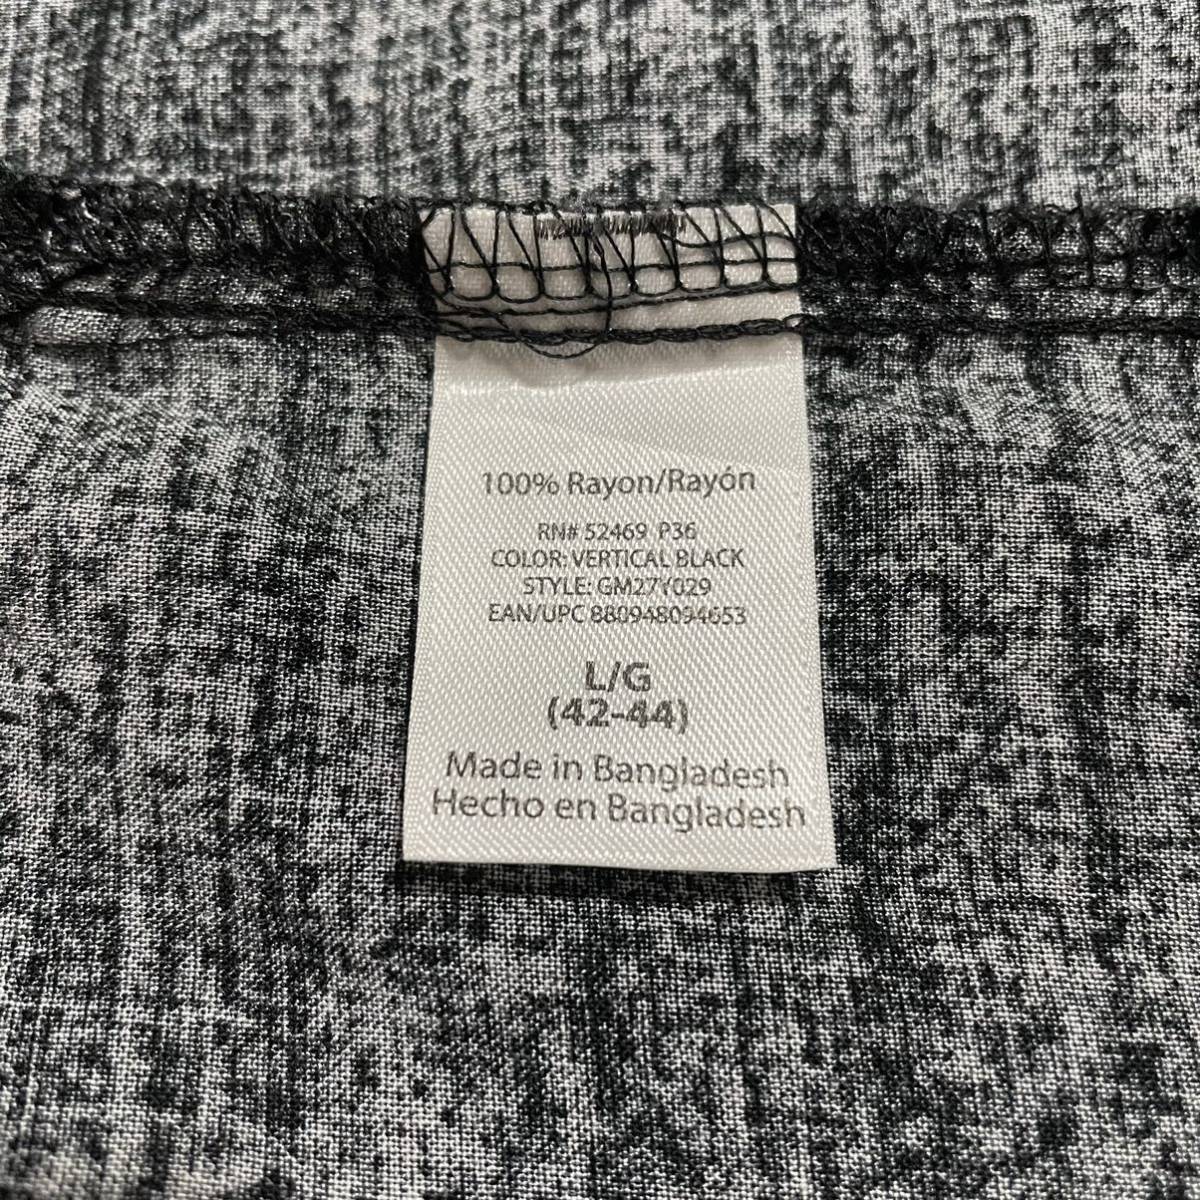 100% Rayon/Rayón
RN# 52469 P36
COLOR: VERTICAL BLACK
STYLE: GM27Y029
EAN/UPC 880948094653
L/G
(42-44)
Made in Bangladesh
Hecho en Bangladesh